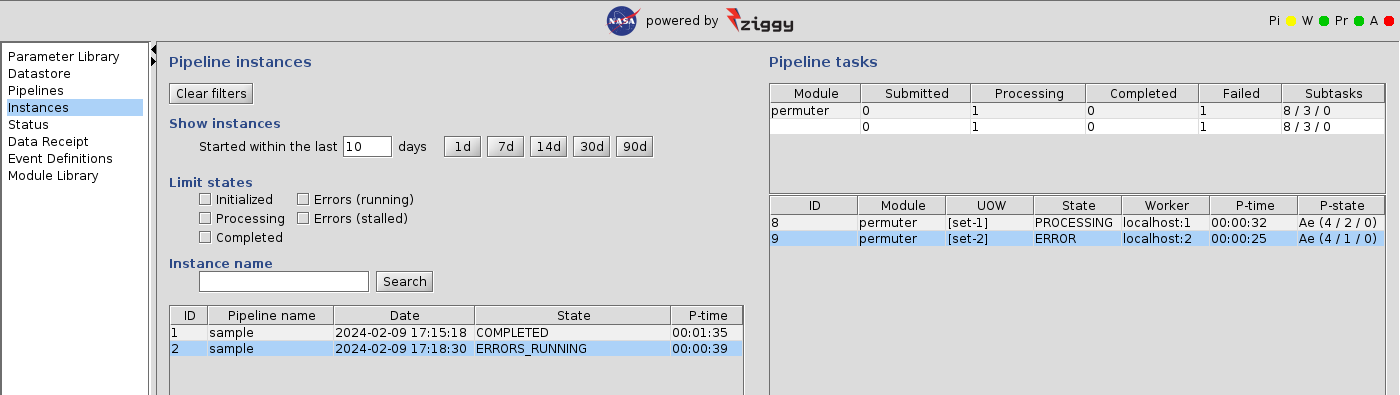 NASA powered by ziggy Pi W Pr A
Parameter Library
Datastore
Pipelines
Instances
Status
Data Receipt
Event Definitions
Module Library
Pipeline instances
Clear filters
Show instances
Started within the last 10 days 1d 7d 14d 30d 90d
Limit states
Initialized Errors (running)
Processing Errors (stalled)
Completed
Instance name
Search
ID Pipeline name Date State P-time
1 sample 2024-02-09 17:15:18 COMPLETED 00:01:35
2 sample 2024-02-09 17:18:30 ERRORS_RUNNING 00:00:39
Pipeline tasks
Module Submitted Processing Completed Failed Subtasks
permuter 0 1 0 1 8 / 3 / 0
0 1 0 1 8 / 3 / 0
ID Module UOW State Worker P-time P-state
8 permuter [set-1] PROCESSING localhost:1 00:00:32 Ae (4 / 2 / 0)
9 permuter [set-2] ERROR localhost:2 00:00:25 Ae (4 / 1 / 0)